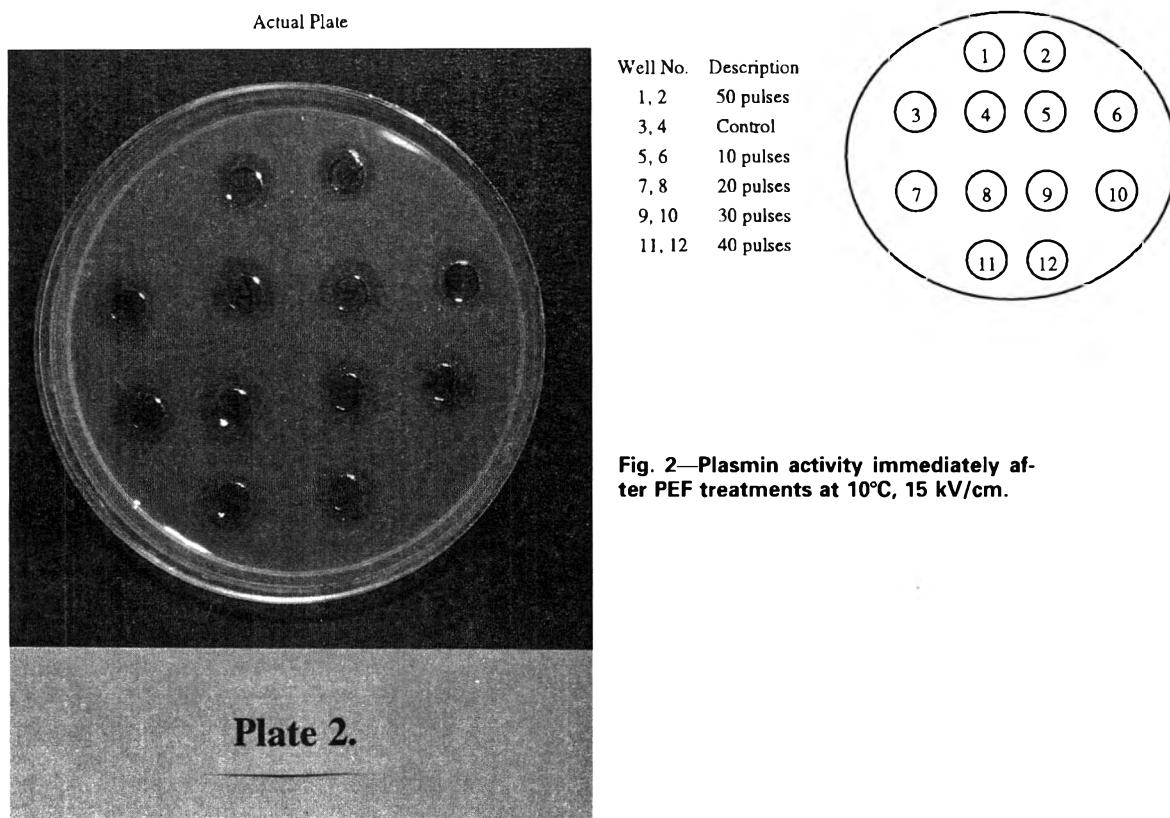 Actual Plate
Well No. Description
1, 2 50 pulses
3, 4 Control
5, 6 10 pulses
7, 8 20 pulses
9, 10 30 pulses
11, 12 40 pulses
1 2
3 4 5 6
7 8 9 10
11 12
Fig. 2—Plasmin activity immediately af-
ter PEF treatments at 10°C, 15 kV/cm.
Plate 2.